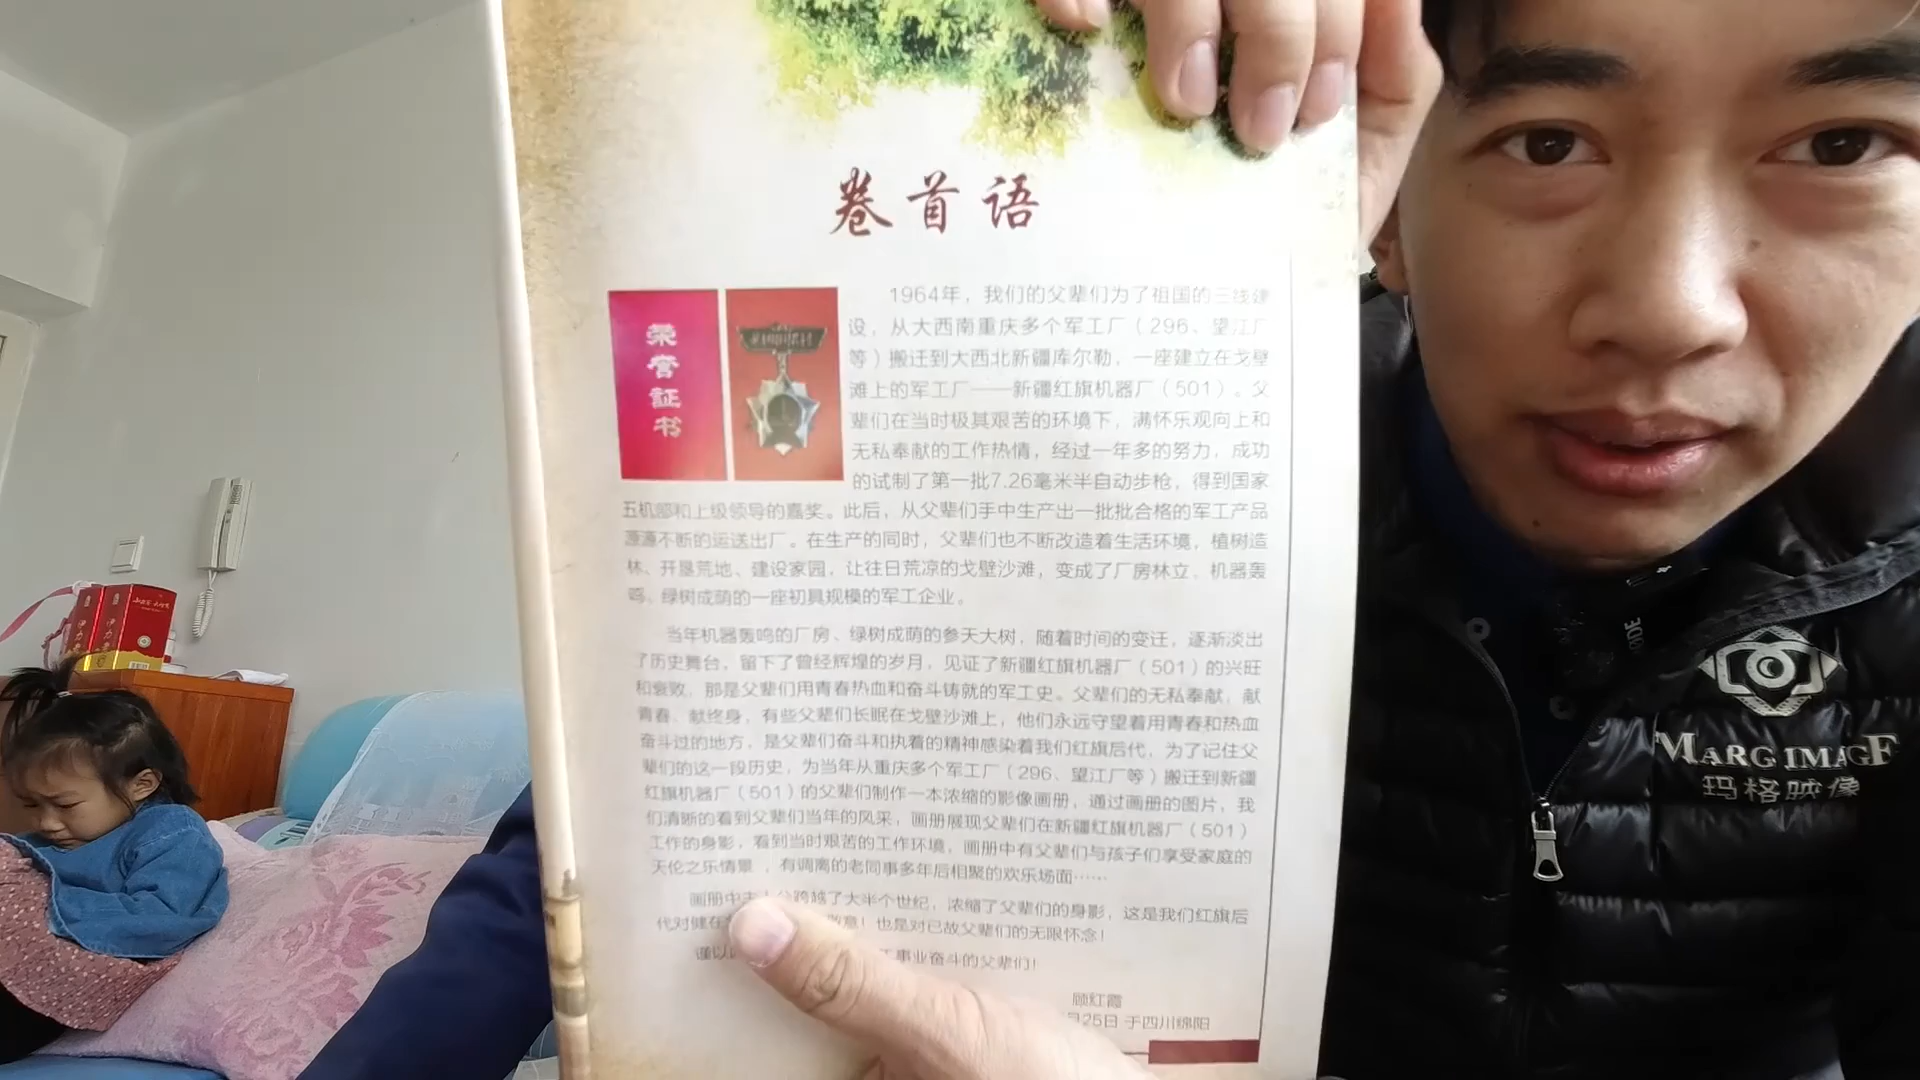 卷首语
荣誉证书
1964年，我们的父辈们为了祖国的三线建
设，从大西南重庆多个军工厂（296、望江厂
等）搬迁到大西北新疆库尔勒，一座建立在戈壁
滩上的军工厂——新疆红旗机器厂（501）。父
辈们在当时极其艰苦的环境下，满怀乐观向上和
无私奉献的工作热情，经过一年多的努力，成功
的试制了第一批7.26毫米半自动步枪，得到国家
五机部和上级领导的嘉奖。此后，从父辈们手中生产出一批批合格的军工产品
源源不断的运送出厂。在生产的同时，父辈们也不断改造着生活环境，植树造
林、开垦荒地、建设家园，让往日荒凉的戈壁沙滩，变成了厂房林立，机器轰
鸣、绿树成荫的一座初具规模的军工企业。
当年机器轰鸣的厂房、绿树成荫的参天大树，随着时间的变迁，逐渐淡出
了历史舞台，留下了曾经辉煌的岁月，见证了新疆红旗机器厂（501）的兴旺
和衰败，那是父辈们用青春热血和奋斗铸就的军工史。父辈们的无私奉献，献
青春、献终身，有些父辈们长眠在戈壁沙滩上，他们永远守望着用青春和热血
奋斗过的地方，是父辈们奋斗和执着的精神感染着我们红旗后代，为了记住父
辈们的这一段历史，为当年从重庆多个军工厂（296、望江厂等）搬迁到新疆
红旗机器厂（501）的父辈们制作一本浓缩的影像画册，通过画册的图片，我
们清晰的看到父辈们当年的风采，画册展现父辈们在新疆红旗机器厂（501）
工作的身影，看到当时艰苦的工作环境，画册中有父辈们与孩子们享受家庭的
天伦之乐情景，有调离的老同事多年后相聚的欢乐场面……
画册中 跨越了大半个世纪，浓缩了父辈们的身影，这是我们红旗后
代对健在 敬意！也是对已故父辈们的无限怀念！
谨以 工事业奋斗的父辈们！
顾红霞
月25日 于四川绵阳
MARG IMAGE
玛格映像